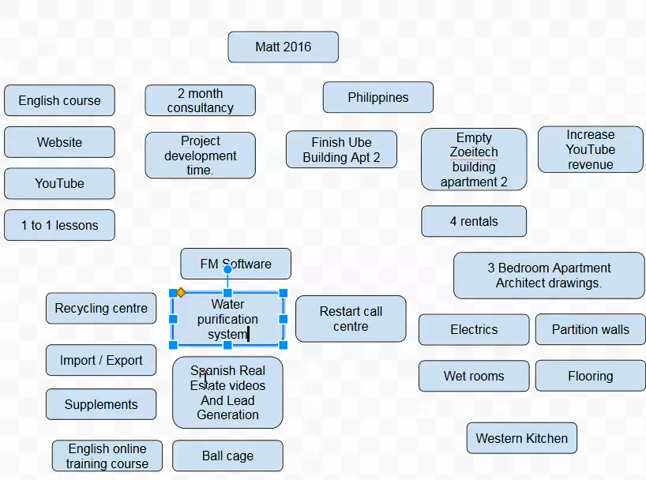 Matt 2016
English course
2 month
consultancy
Philippines
Website
Project
development
time.
Finish Ube
Building Apt 2
Empty
Zoeitech
building
apartment 2
Increase
YouTube
revenue
YouTube
1 to 1 lessons
4 rentals
FM Software
3 Bedroom Apartment
Architect drawings.
Recycling centre
Water
purification
system
Restart call
centre
Electrics
Partition walls
Import / Export
Spanish Real
Estate videos
And Lead
Generation
Wet rooms
Flooring
Supplements
Western Kitchen
English online
training course
Ball cage